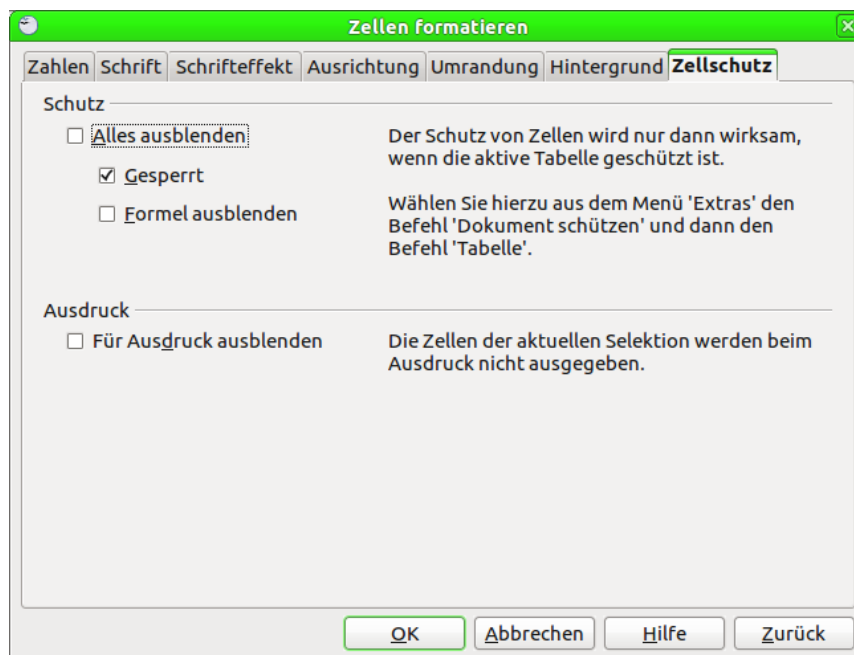 Zellen formatieren
Zahlen Schrift Schrifteffekt Ausrichtung Umrandung Hintergrund Zellschutz
Schutz
Alles ausblenden
Gesperrt
Formel ausblenden
Der Schutz von Zellen wird nur dann wirksam,
wenn die aktive Tabelle geschützt ist.
Wählen Sie hierzu aus dem Menü 'Extras' den
Befehl 'Dokument schützen' und dann den
Befehl 'Tabelle'.
Ausdruck
Für Ausdruck ausblenden
Die Zellen der aktuellen Selektion werden beim
Ausdruck nicht ausgegeben.
OK Abbrechen Hilfe Zurück